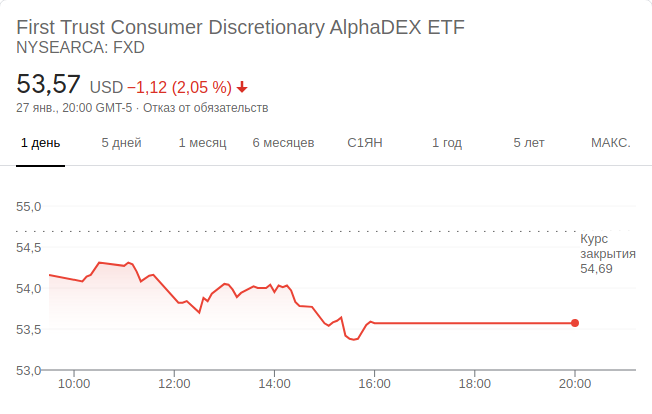 First Trust Consumer Discretionary AlphaDEX ETF
NYSEARCA: FXD
53,57 USD −1,12 (2,05 %)
27 янв., 20:00 GMT-5 · Отказ от обязательств
1 день 5 дней 1 месяц 6 месяцев С1ЯН 1 год 5 лет МАКС.
55,0
54,5
54,0
53,5
53,0
Курс
закрытия
54,69
10:00 12:00 14:00 16:00 18:00 20:00